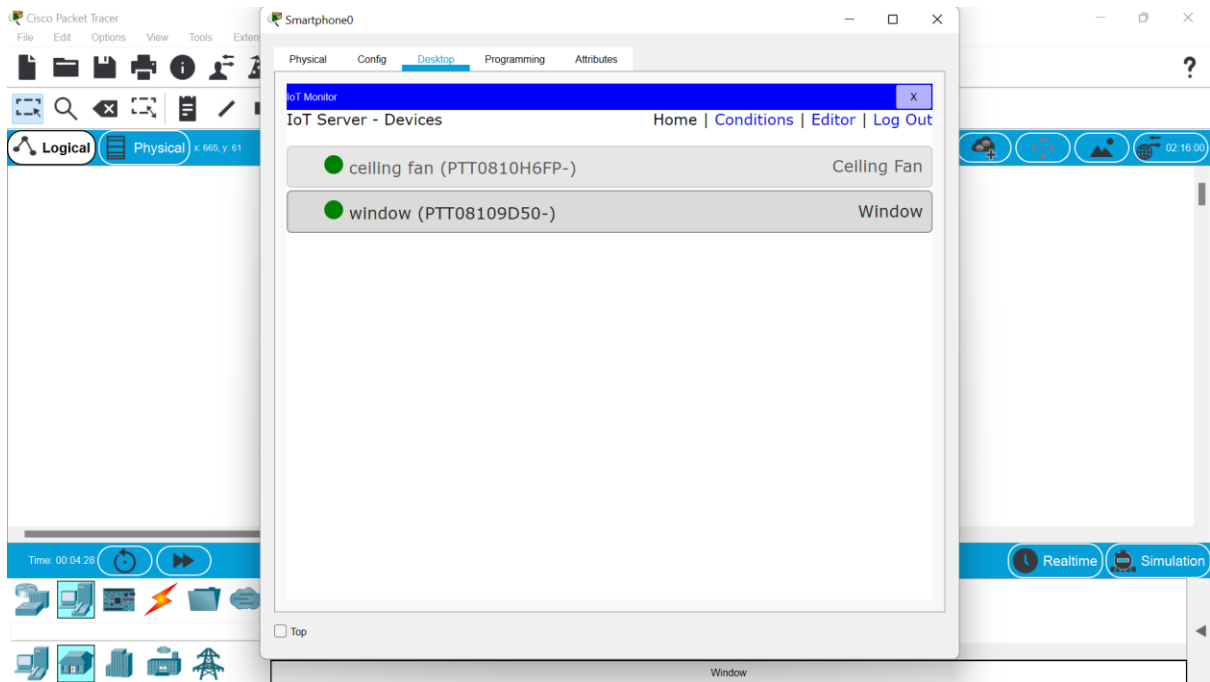 Cisco Packet Tracer
File Edit Options View Tools Exten
Smartphone0
Physical Config Desktop Programming Attributes
IoT Monitor X
IoT Server - Devices Home | Conditions | Editor | Log Out
Logical Physical x: 665, y: 61 02:16:00
ceiling fan (PTT0810H6FP-) Ceiling Fan
window (PTT08109D50-) Window
Time: 00:04:28 Realtime Simulation
Top
Window